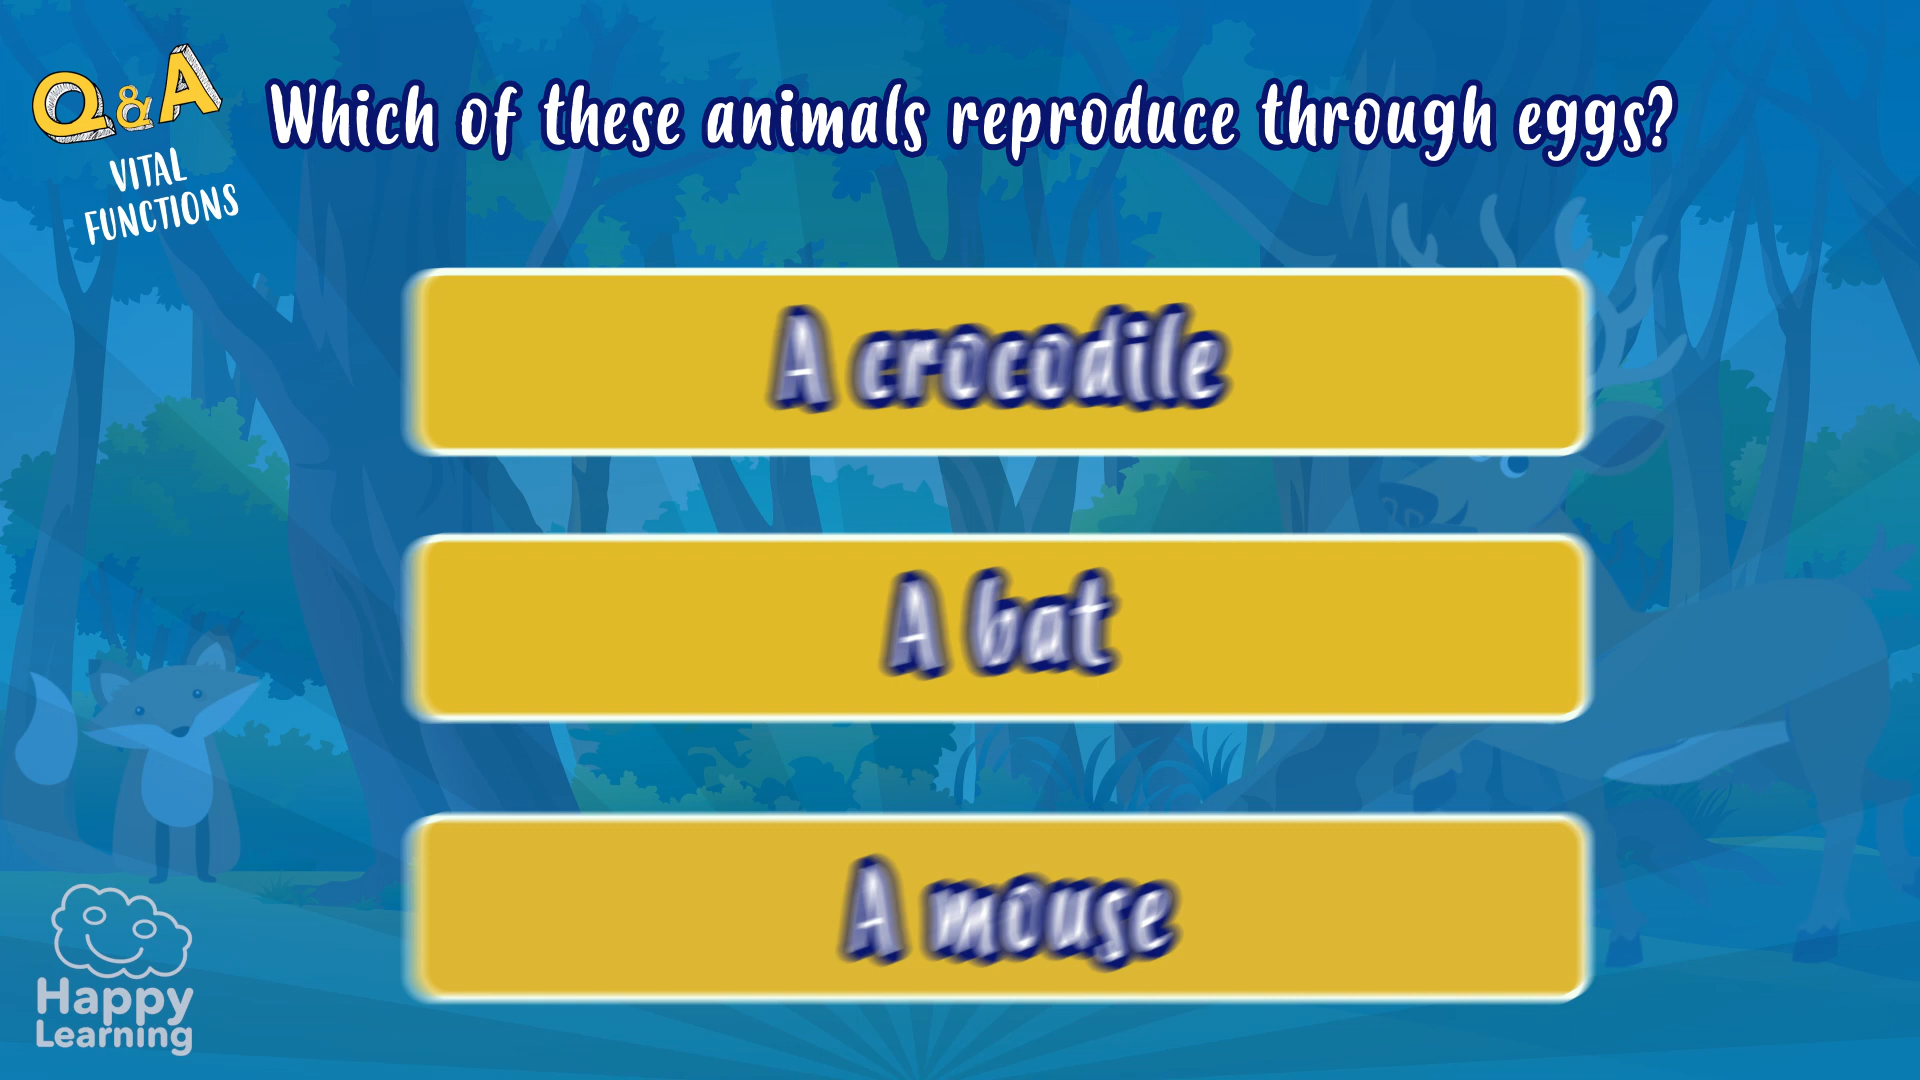 Q&A
VITAL
FUNCTIONS
Which of these animals reproduce through eggs?
A crocodile
A bat
A mouse
Happy
Learning